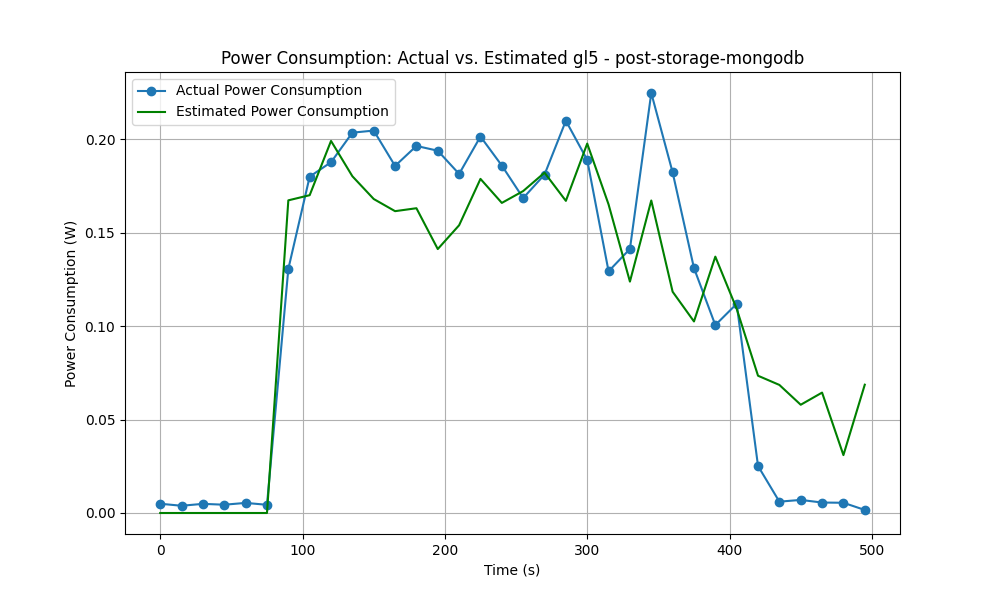 Power Consumption: Actual vs. Estimated gl5 - post-storage-mongodb
Actual Power Consumption
Estimated Power Consumption
Power Consumption (W)
0.20
0.15
0.10
0.05
0.00
0 100 200 300 400 500
Time (s)